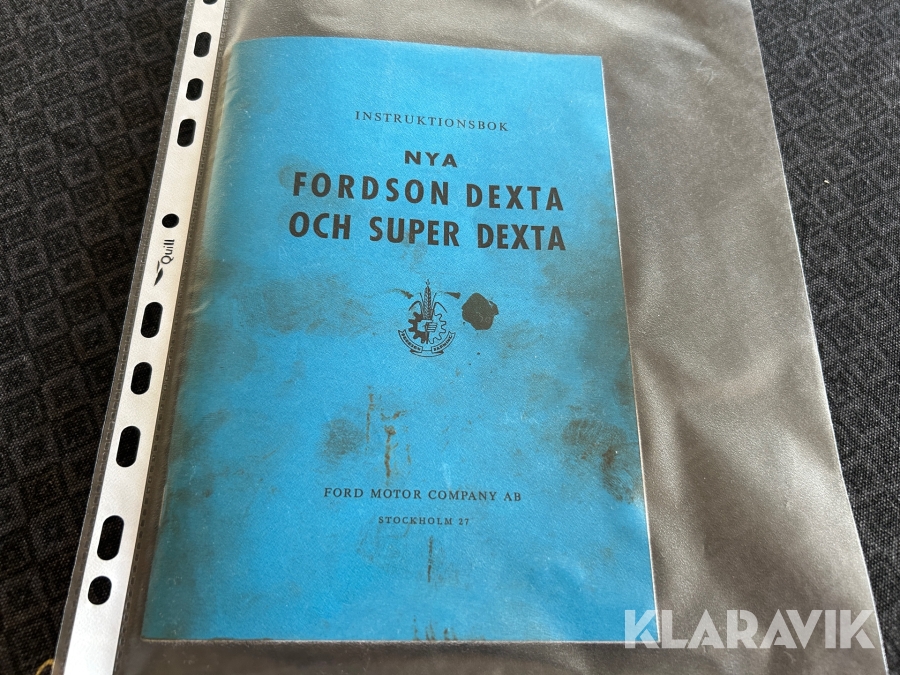 INSTRUKTIONSBOK
NYA
FORDSON DEXTA
OCH SUPER DEXTA
FORD MOTOR COMPANY AB
STOCKHOLM 27
Quill
KLARAVIK